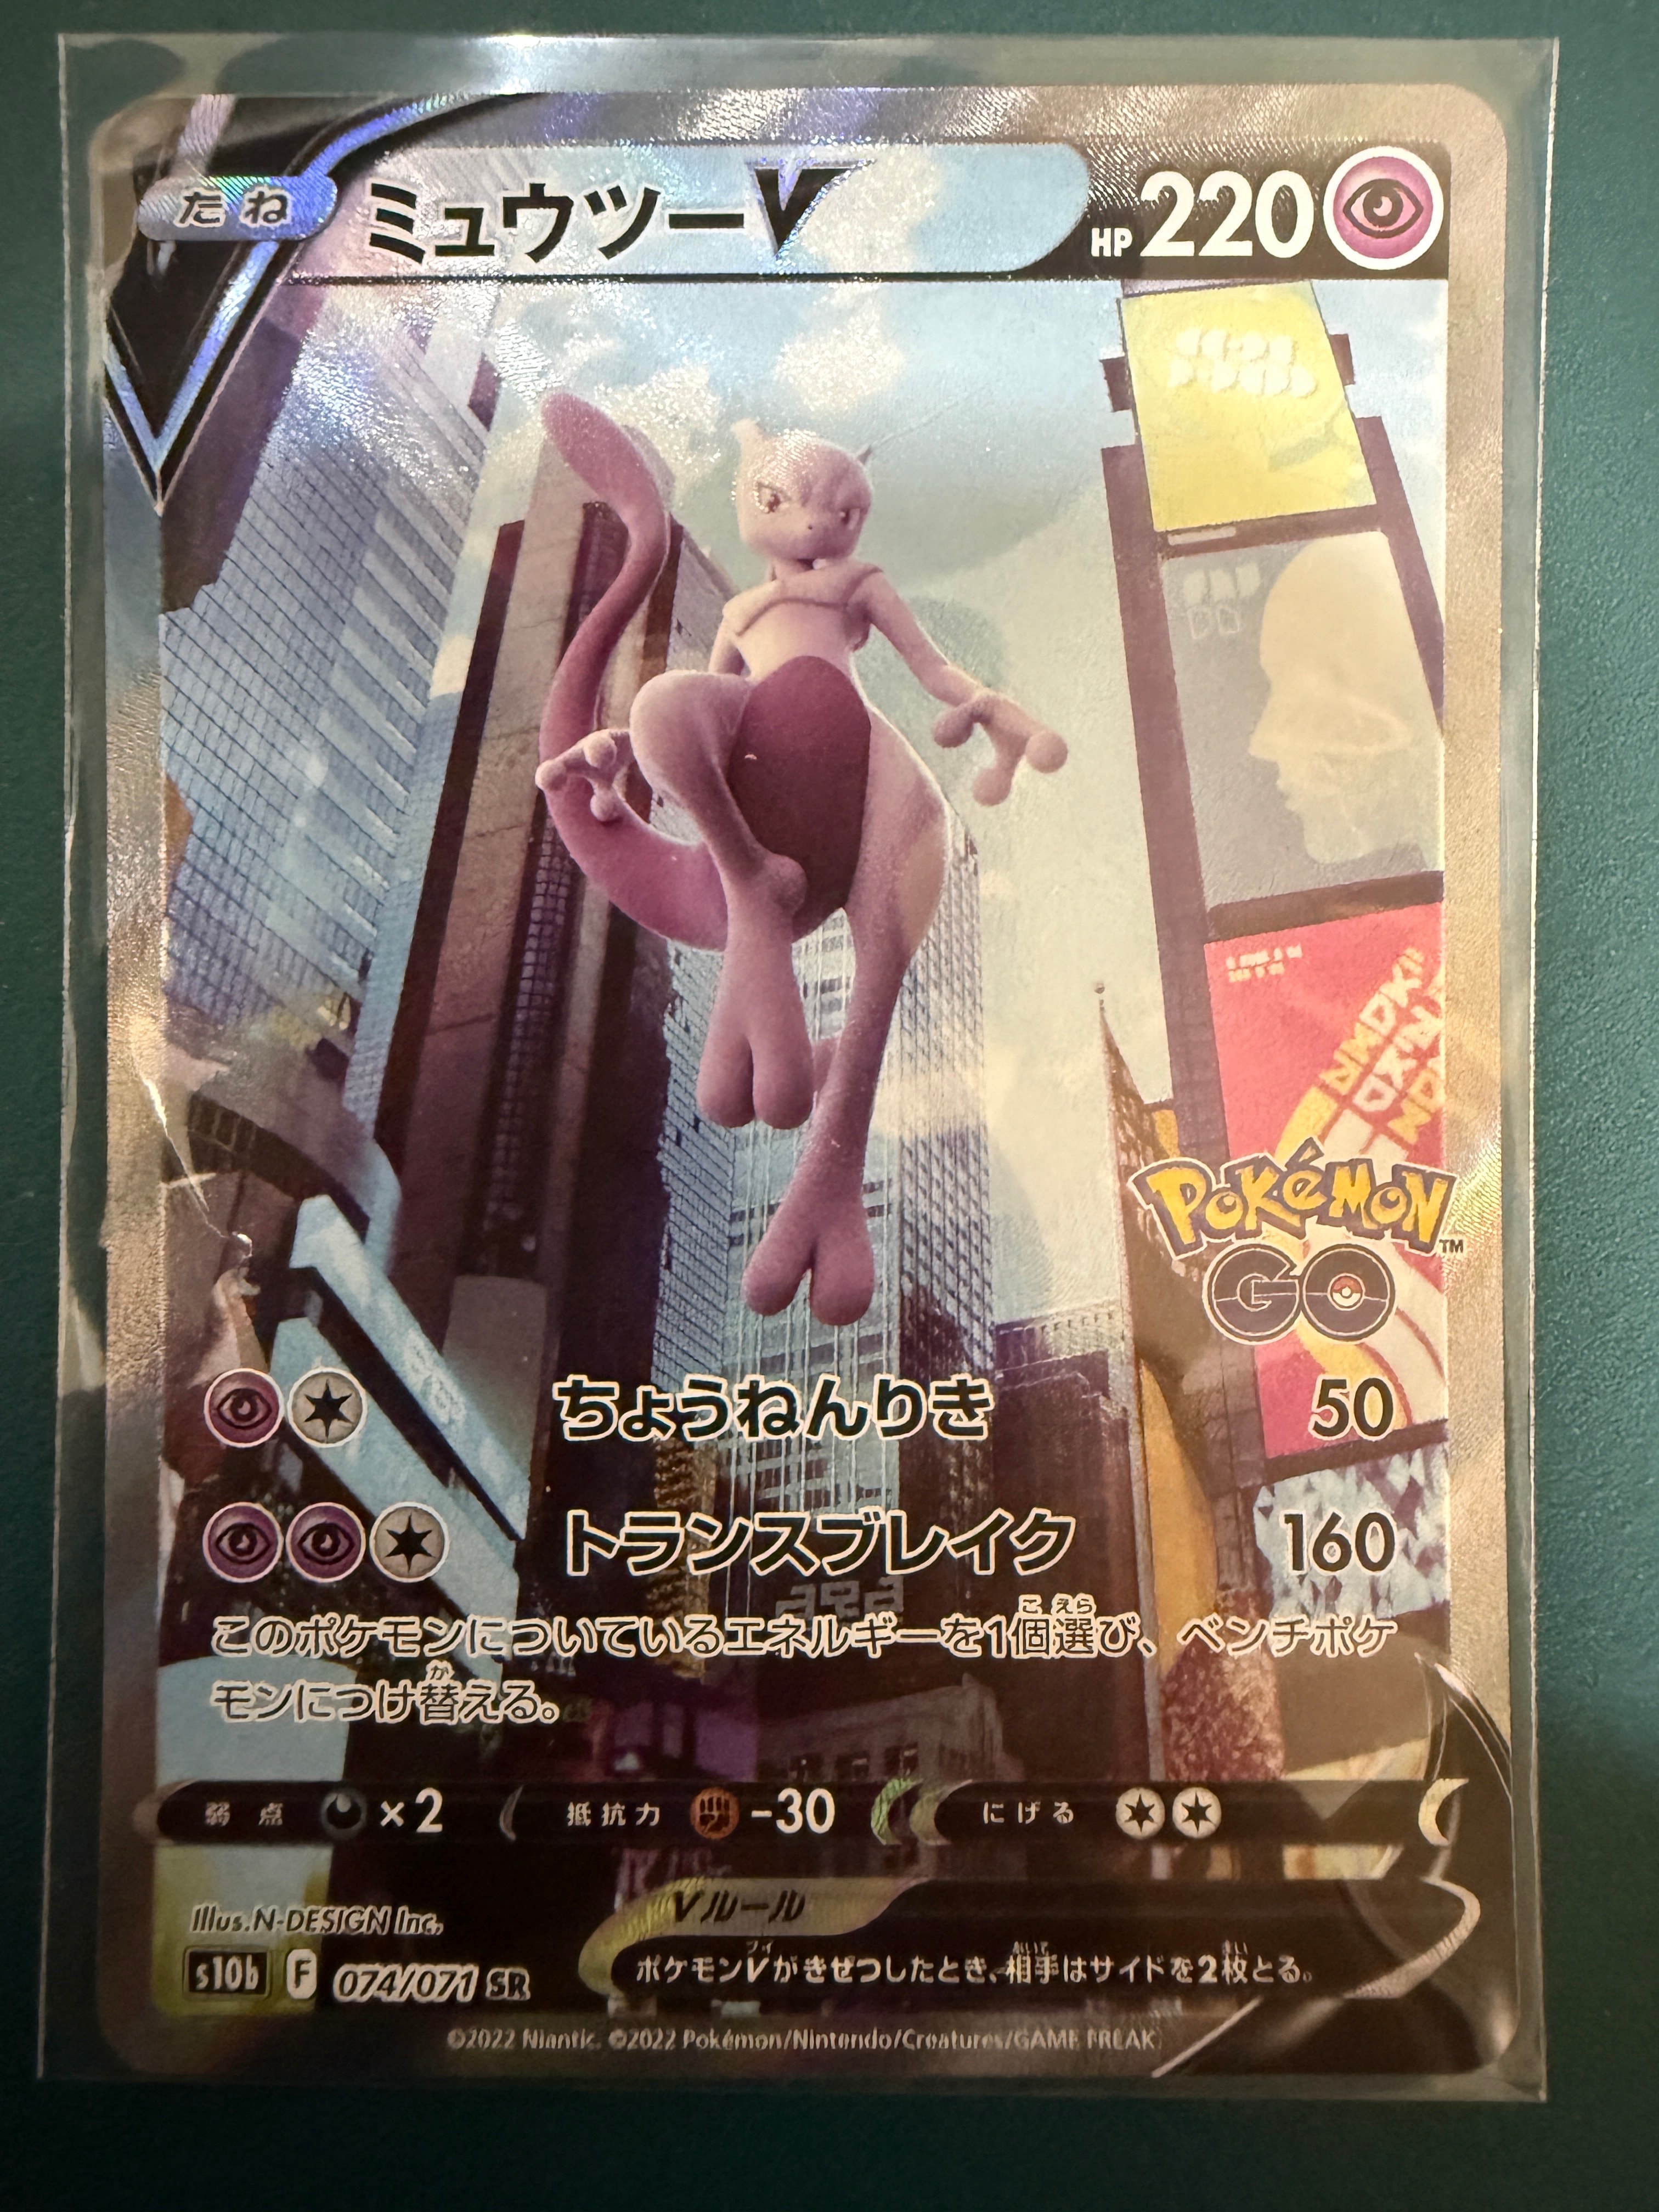 たね ミュウツーV HP 220
POKéMON™
GO
ちょうねんりき 50
トランスブレイク 160
このポケモンについているエネルギーを1個選び、ベンチポケ
モンにつけ替える。
弱点 ×2 抵抗力 -30 にげる
Vルール
ポケモンVがきぜつしたとき、相手はサイドを2枚とる。
Illus. N-DESIGN Inc.
s10b F 074/071 SR
©2022 Niantic. ©2022 Pokémon/Nintendo/Creatures/GAME FREAK.